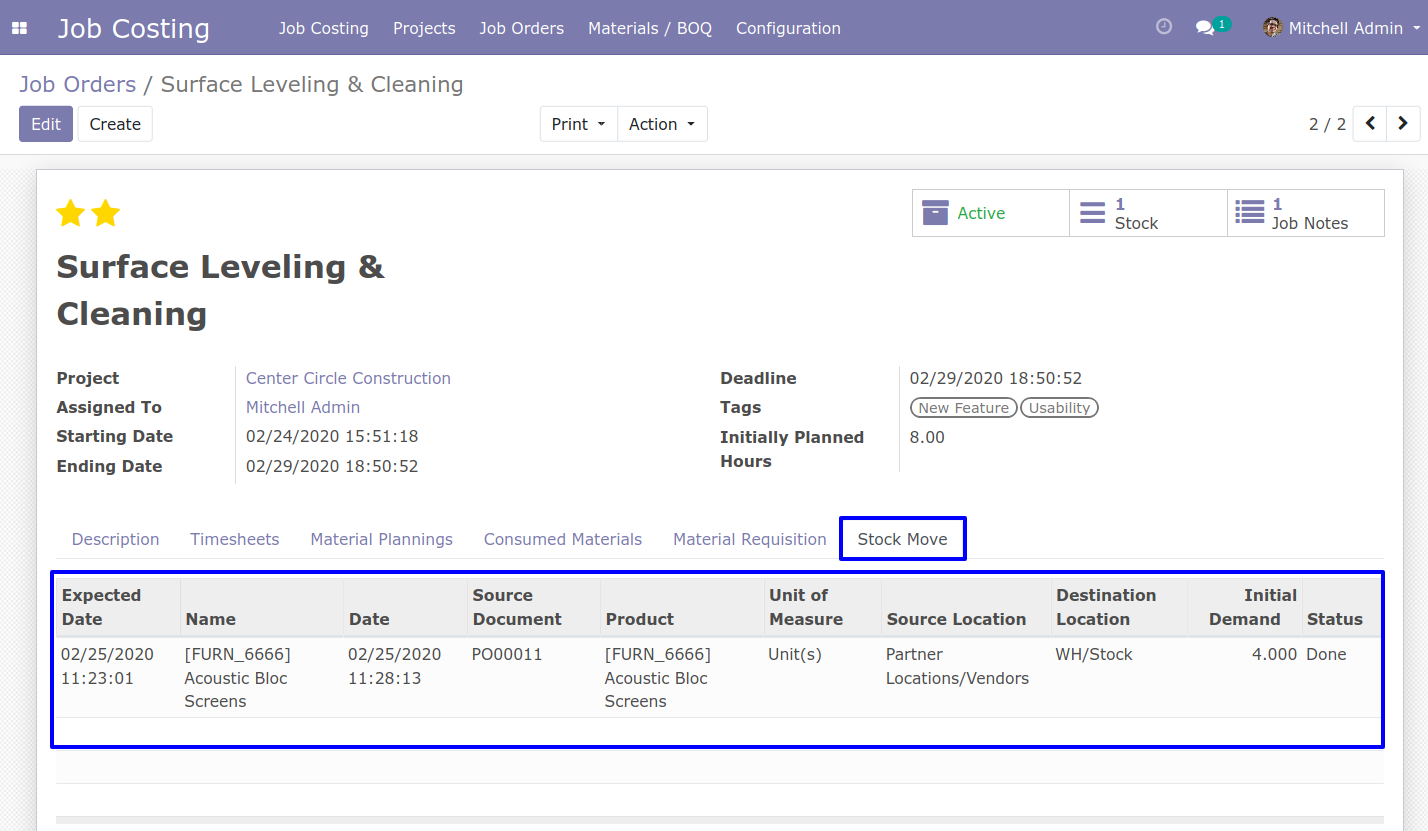 Job Costing
Job Costing Projects Job Orders Materials / BOQ Configuration
1
Mitchell Admin
Job Orders / Surface Leveling & Cleaning
Edit Create
Print Action
2 / 2
Active
1
Stock
1
Job Notes
Surface Leveling &
Cleaning
Project Center Circle Construction
Assigned To Mitchell Admin
Starting Date 02/24/2020 15:51:18
Ending Date 02/29/2020 18:50:52
Deadline 02/29/2020 18:50:52
Tags New Feature Usability
Initially Planned 8.00
Hours
Description Timesheets Material Plannings Consumed Materials Material Requisition Stock Move
Expected Source Unit of Destination Initial
Date Name Date Document Product Measure Source Location Location Demand Status
02/25/2020 [FURN_6666] 02/25/2020 PO00011 [FURN_6666] Unit(s) Partner WH/Stock 4.000 Done
11:23:01 Acoustic Bloc 11:28:13 Acoustic Bloc Locations/Vendors
Screens Screens